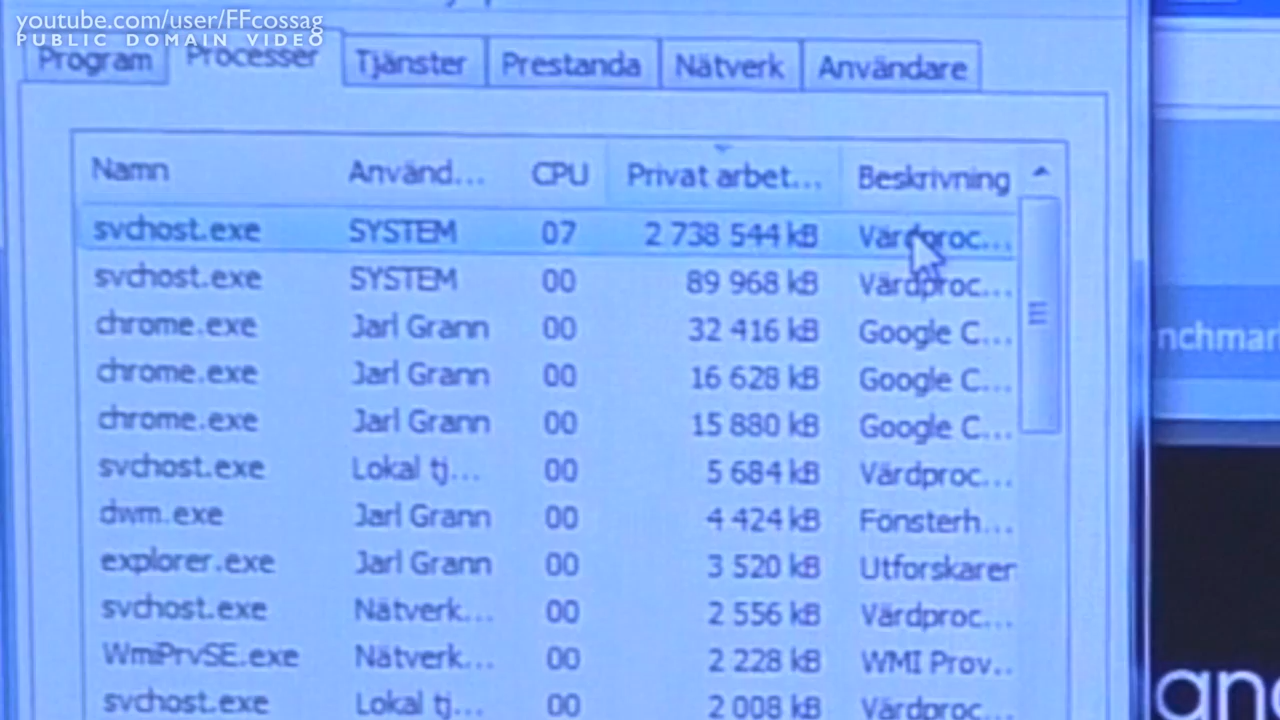 youtube.com/user/FFcossag
PUBLIC DOMAIN VIDEO
Program Processer Tjänster Prestanda Nätverk Användare
Namn Använd... CPU Privat arbet... Beskrivning
svchost.exe SYSTEM 07 2 738 544 kB Värdproc...
svchost.exe SYSTEM 00 89 968 kB Värdproc...
chrome.exe Jarl Grann 00 32 416 kB Google C...
nchmar
chrome.exe Jarl Grann 00 16 628 kB Google C...
chrome.exe Jarl Grann 00 15 880 kB Google C...
svchost.exe Lokal tj... 00 5 684 kB Värdproc...
dwm.exe Jarl Grann 00 4 424 kB Fönsterh...
explorer.exe Jarl Grann 00 3 520 kB Utforskaren
svchost.exe Nätverk... 00 2 556 kB Värdproc...
WmiPrvSE.exe Nätverk... 00 2 228 kB WMI Prov...
svchost.exe Lokal tj... 00 2 008 kB Värdproc...